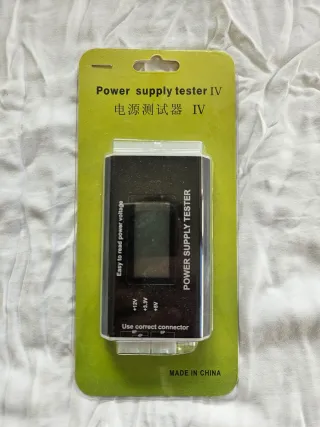 Power supply tester IV
电源测试器 IV
Easy to read power voltage
POWER SUPPLY TESTER
+12V
+3.3V
+5V
Use correct connector
MADE IN CHINA